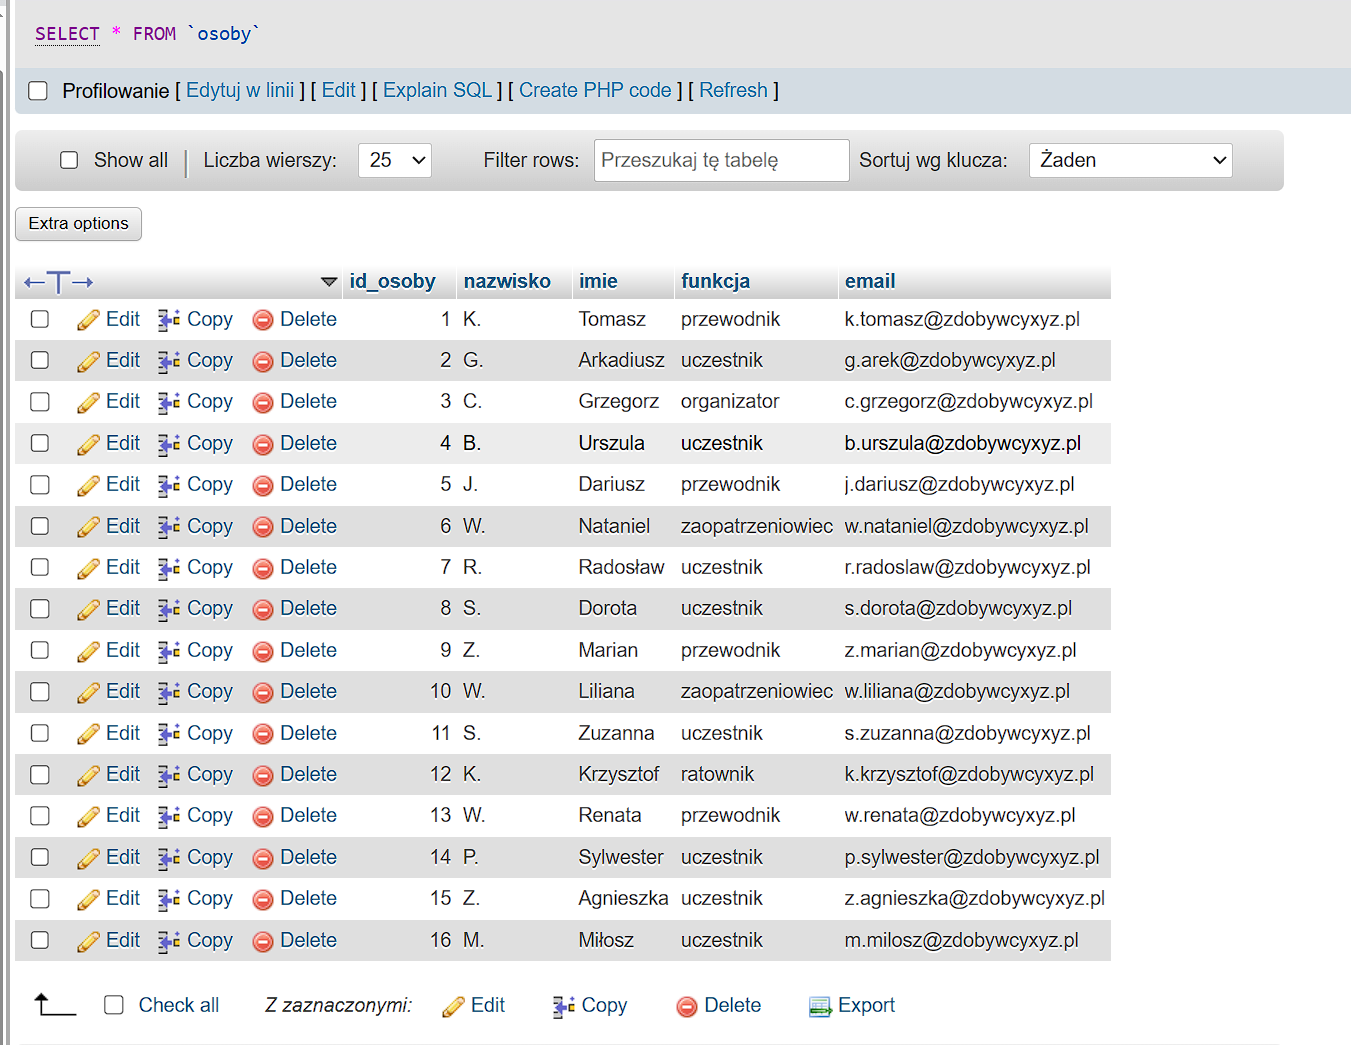 SELECT * FROM `osoby`
Profilowanie [ Edytuj w linii ] [ Edit ] [ Explain SQL ] [ Create PHP code ] [ Refresh ]
Show all | Liczba wierszy: 25 Filter rows: Przeszukaj tę tabelę Sortuj wg klucza: Żaden
Extra options
←T→ id_osoby nazwisko imie funkcja email
Edit Copy Delete 1 K. Tomasz przewodnik k.tomasz@zdobywcyxyz.pl
Edit Copy Delete 2 G. Arkadiusz uczestnik g.arek@zdobywcyxyz.pl
Edit Copy Delete 3 C. Grzegorz organizator c.grzegorz@zdobywcyxyz.pl
Edit Copy Delete 4 B. Urszula uczestnik b.urszula@zdobywcyxyz.pl
Edit Copy Delete 5 J. Dariusz przewodnik j.dariusz@zdobywcyxyz.pl
Edit Copy Delete 6 W. Nataniel zaopatrzeniowiec w.nataniel@zdobywcyxyz.pl
Edit Copy Delete 7 R. Radosław uczestnik r.radoslaw@zdobywcyxyz.pl
Edit Copy Delete 8 S. Dorota uczestnik s.dorota@zdobywcyxyz.pl
Edit Copy Delete 9 Z. Marian przewodnik z.marian@zdobywcyxyz.pl
Edit Copy Delete 10 W. Liliana zaopatrzeniowiec w.liliana@zdobywcyxyz.pl
Edit Copy Delete 11 S. Zuzanna uczestnik s.zuzanna@zdobywcyxyz.pl
Edit Copy Delete 12 K. Krzysztof ratownik k.krzysztof@zdobywcyxyz.pl
Edit Copy Delete 13 W. Renata przewodnik w.renata@zdobywcyxyz.pl
Edit Copy Delete 14 P. Sylwester uczestnik p.sylwester@zdobywcyxyz.pl
Edit Copy Delete 15 Z. Agnieszka uczestnik z.agnieszka@zdobywcyxyz.pl
Edit Copy Delete 16 M. Miłosz uczestnik m.milosz@zdobywcyxyz.pl
Check all Z zaznaczonymi: Edit Copy Delete Export